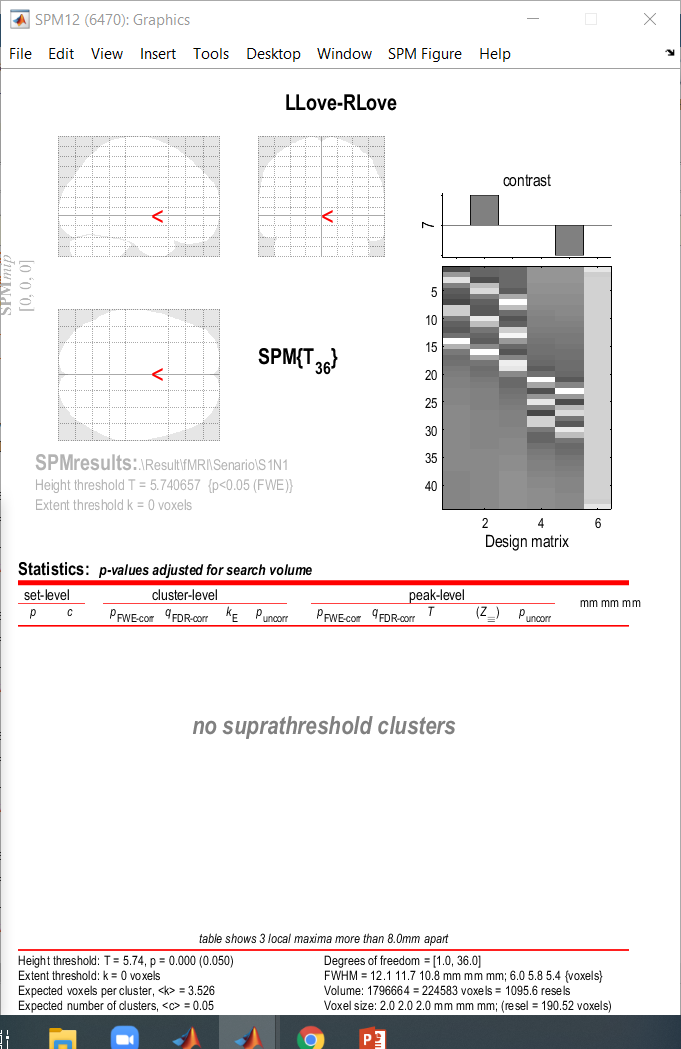 SPM12 (6470): Graphics
File Edit View Insert Tools Desktop Window SPM Figure Help
LLove-RLove
contrast
7
SPMmip
[0, 0, 0]
<
<
<
SPM{T36}
5
10
15
20
25
30
35
40
2 4 6
Design matrix
SPMresults:.\Result\fMRI\Senario\S1N1
Height threshold T = 5.740657 {p<0.05 (FWE)}
Extent threshold k = 0 voxels
Statistics: p-values adjusted for search volume
set-level cluster-level peak-level mm mm mm
p c pFWE-corr qFDR-corr kE puncorr pFWE-corr qFDR-corr T (Z≡) puncorr
no suprathreshold clusters
table shows 3 local maxima more than 8.0mm apart
Height threshold: T = 5.74, p = 0.000 (0.050)
Extent threshold: k = 0 voxels
Expected voxels per cluster, <k> = 3.526
Expected number of clusters, <c> = 0.05
Degrees of freedom = [1.0, 36.0]
FWHM = 12.1 11.7 10.8 mm mm mm; 6.0 5.8 5.4 {voxels}
Volume: 1796664 = 224583 voxels = 1095.6 resels
Voxel size: 2.0 2.0 2.0 mm mm mm; (resel = 190.52 voxels)